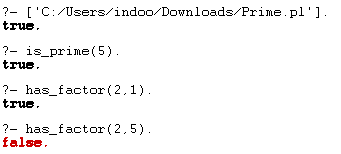 ?- ['C:/Users/indoo/Downloads/Prime.pl'].
true.
?- is_prime(5).
true.
?- has_factor(2,1).
true.
?- has_factor(2,5).
false.